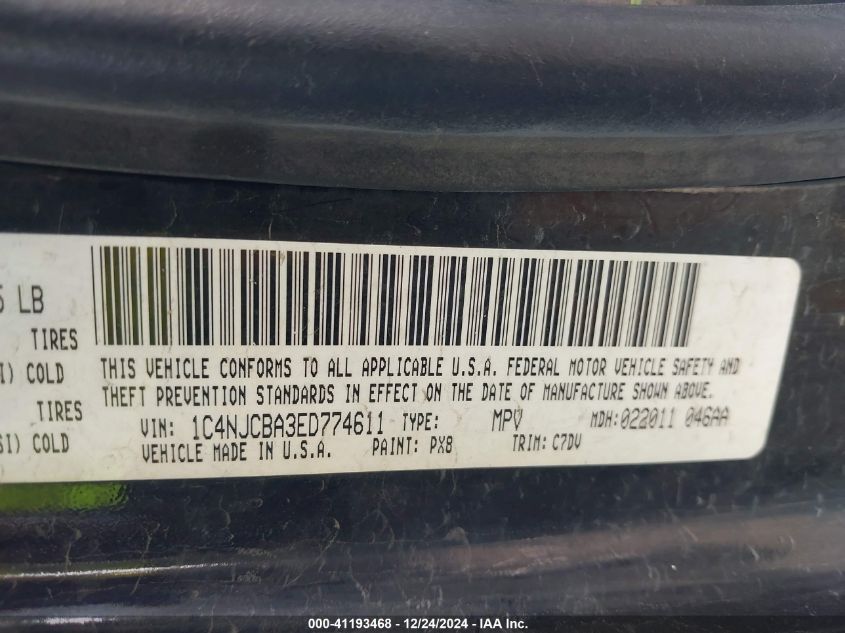 5 LB
TIRES
SI) COLD
TIRES
SI) COLD
THIS VEHICLE CONFORMS TO ALL APPLICABLE U.S.A. FEDERAL MOTOR VEHICLE SAFETY AND
THEFT PREVENTION STANDARDS IN EFFECT ON THE DATE OF MANUFACTURE SHOWN ABOVE.
VIN: 1C4NJCBA3ED774611 TYPE: MPV MDH:022011 046AA
VEHICLE MADE IN U.S.A. PAINT: PX8 TRIM: C7DV
000-41193468 - 12/24/2024 - IAA Inc.